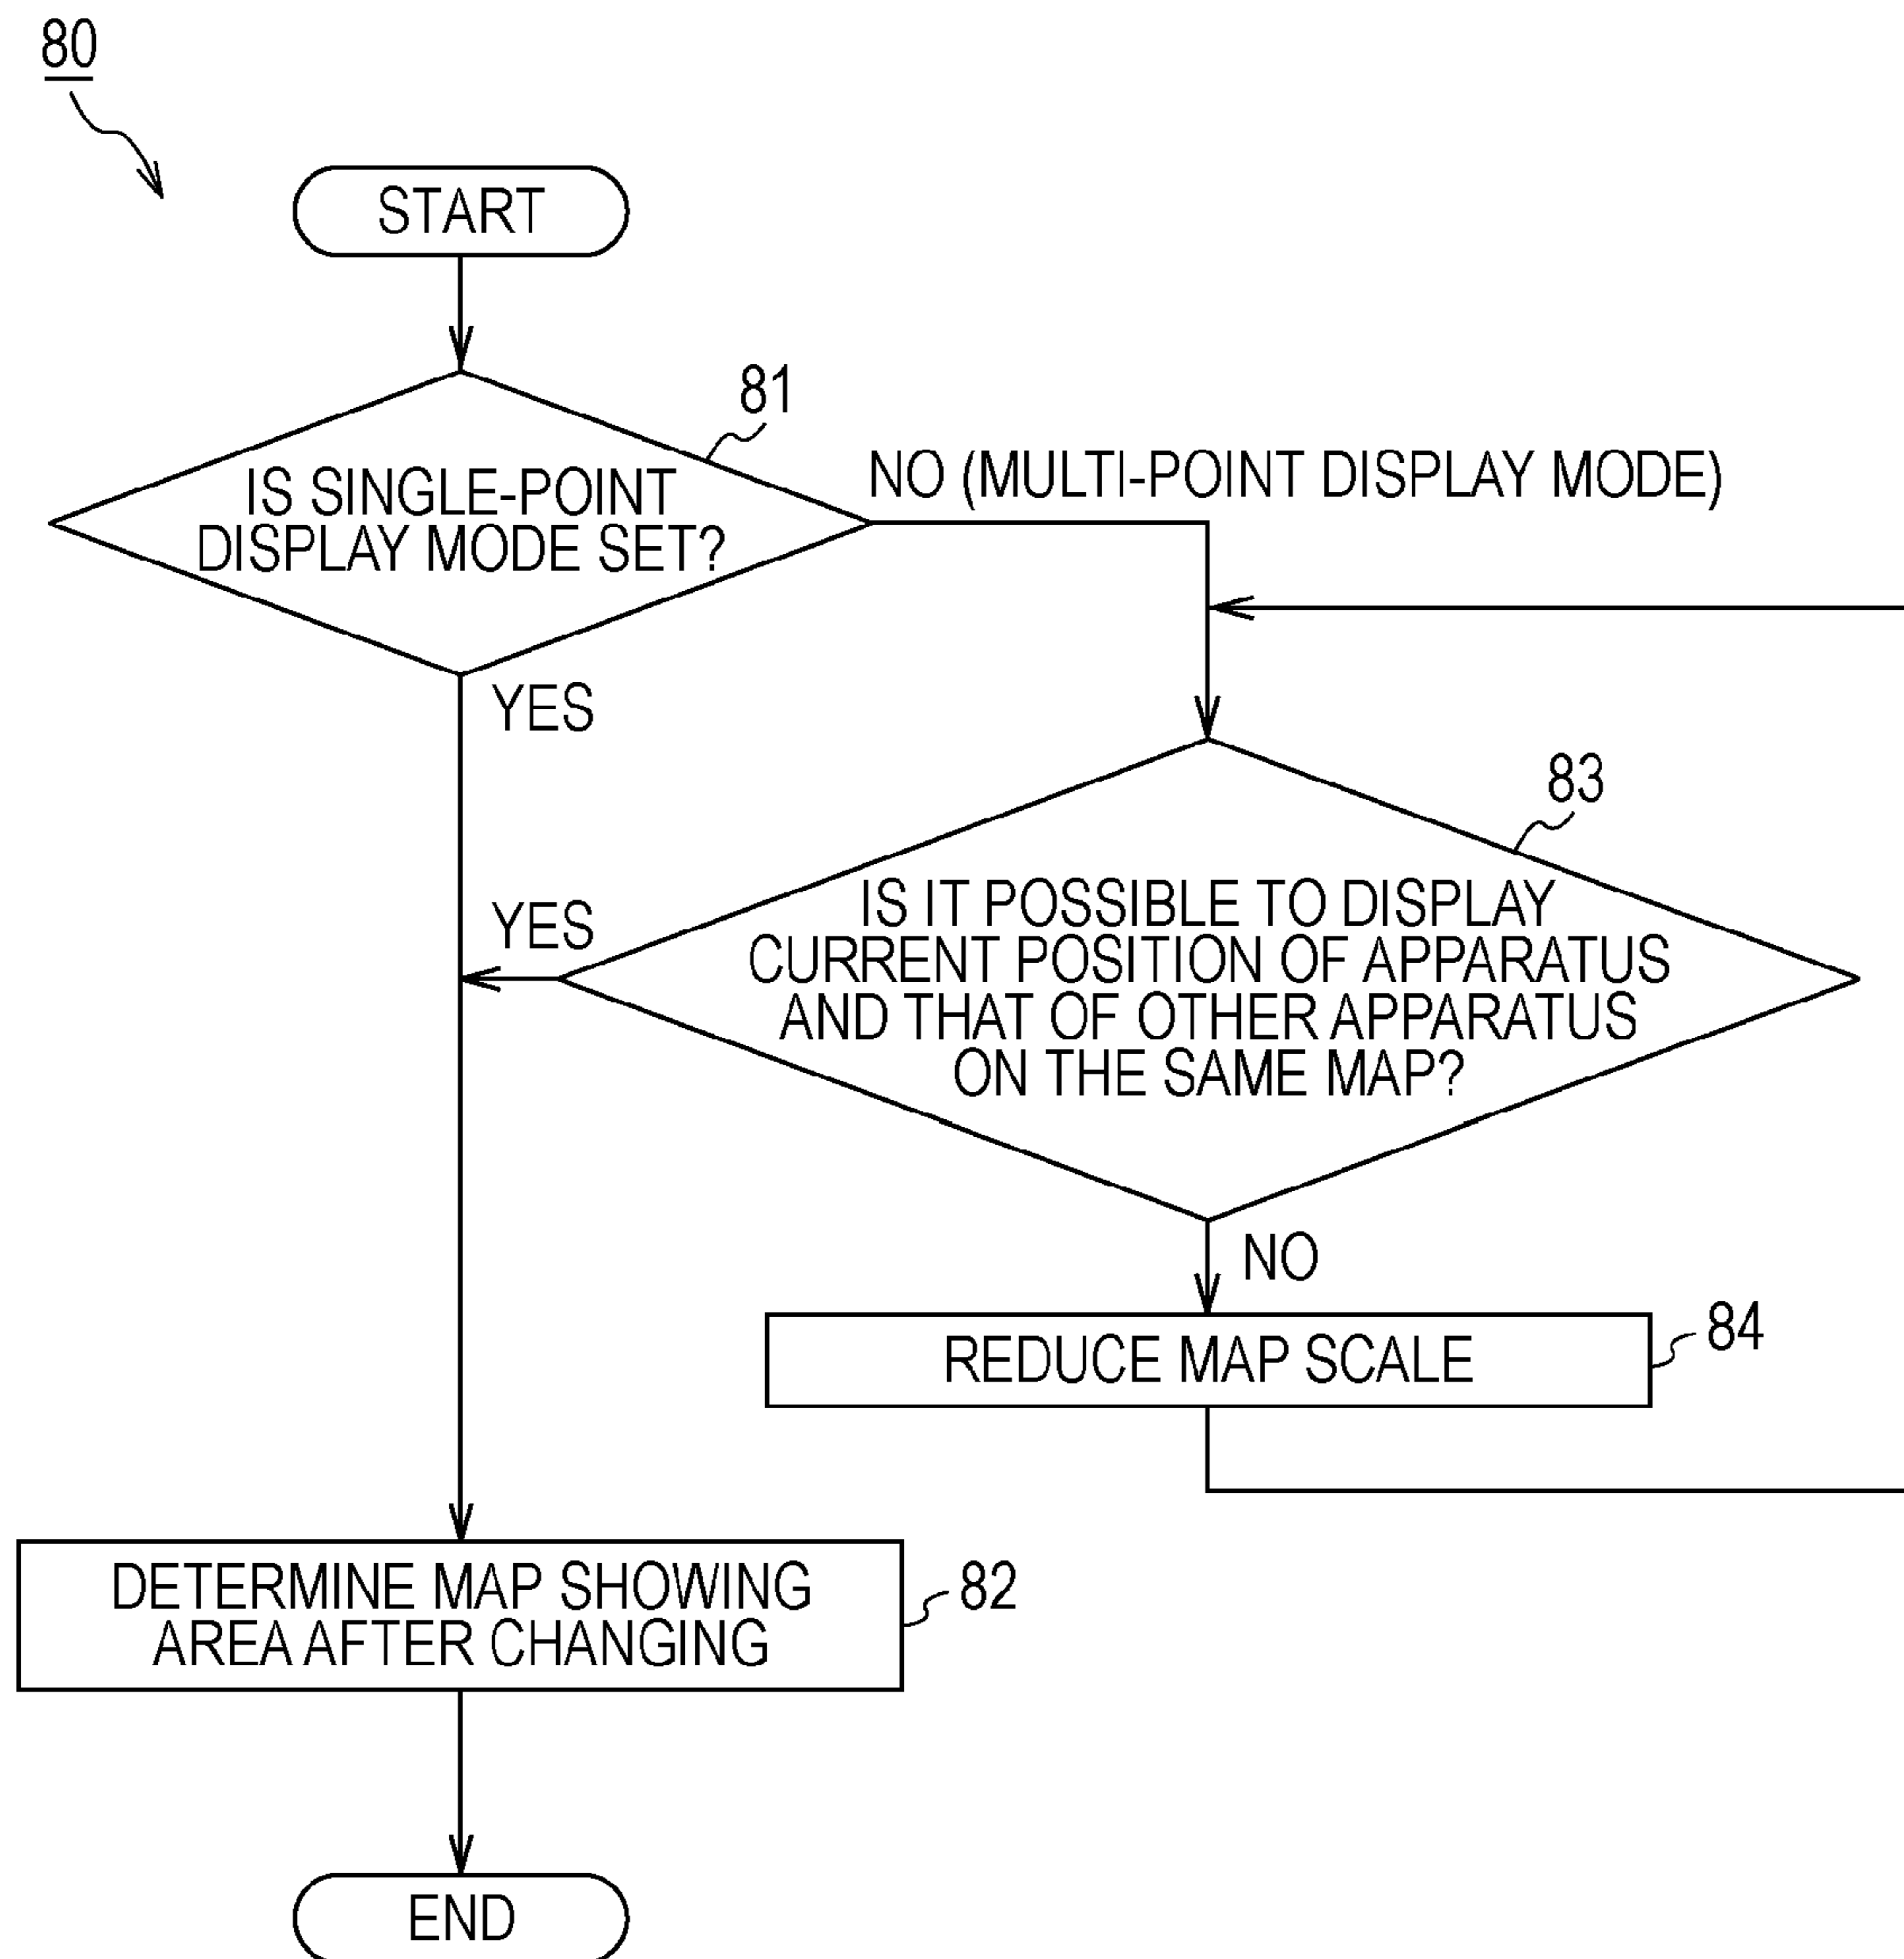 80
START
81
IS SINGLE-POINT
DISPLAY MODE SET?
NO (MULTI-POINT DISPLAY MODE)
YES
83
IS IT POSSIBLE TO DISPLAY
CURRENT POSITION OF APPARATUS
AND THAT OF OTHER APPARATUS
ON THE SAME MAP?
YES
NO
REDUCE MAP SCALE
84
DETERMINE MAP SHOWING
AREA AFTER CHANGING
82
END